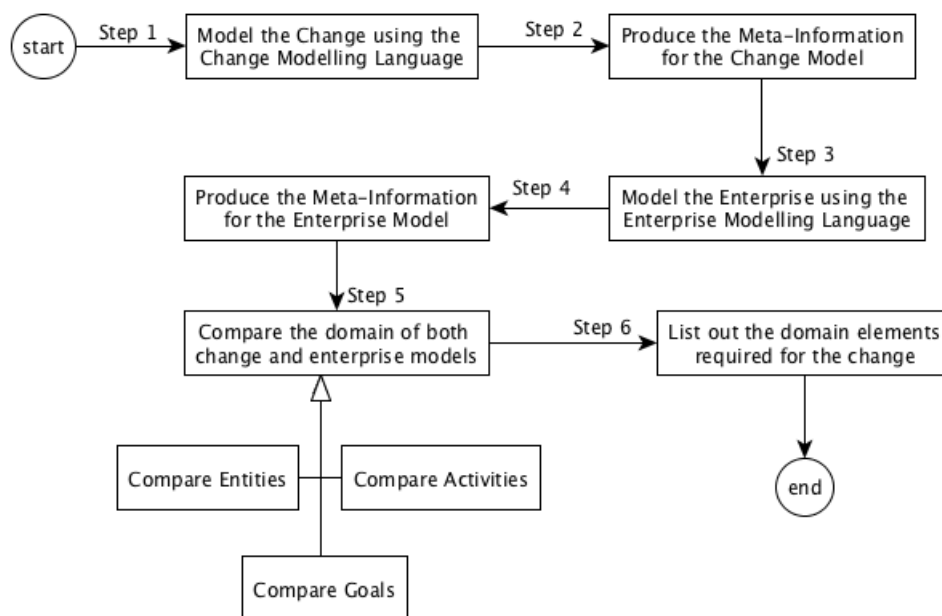 start
Step 1
Model the Change using the
Change Modelling Language
Step 2
Produce the Meta-Information
for the Change Model
Step 3
Model the Enterprise using the
Enterprise Modelling Language
Step 4
Produce the Meta-Information
for the Enterprise Model
Step 5
Compare the domain of both
change and enterprise models
Step 6
List out the domain elements
required for the change
Compare Entities
Compare Activities
Compare Goals
end